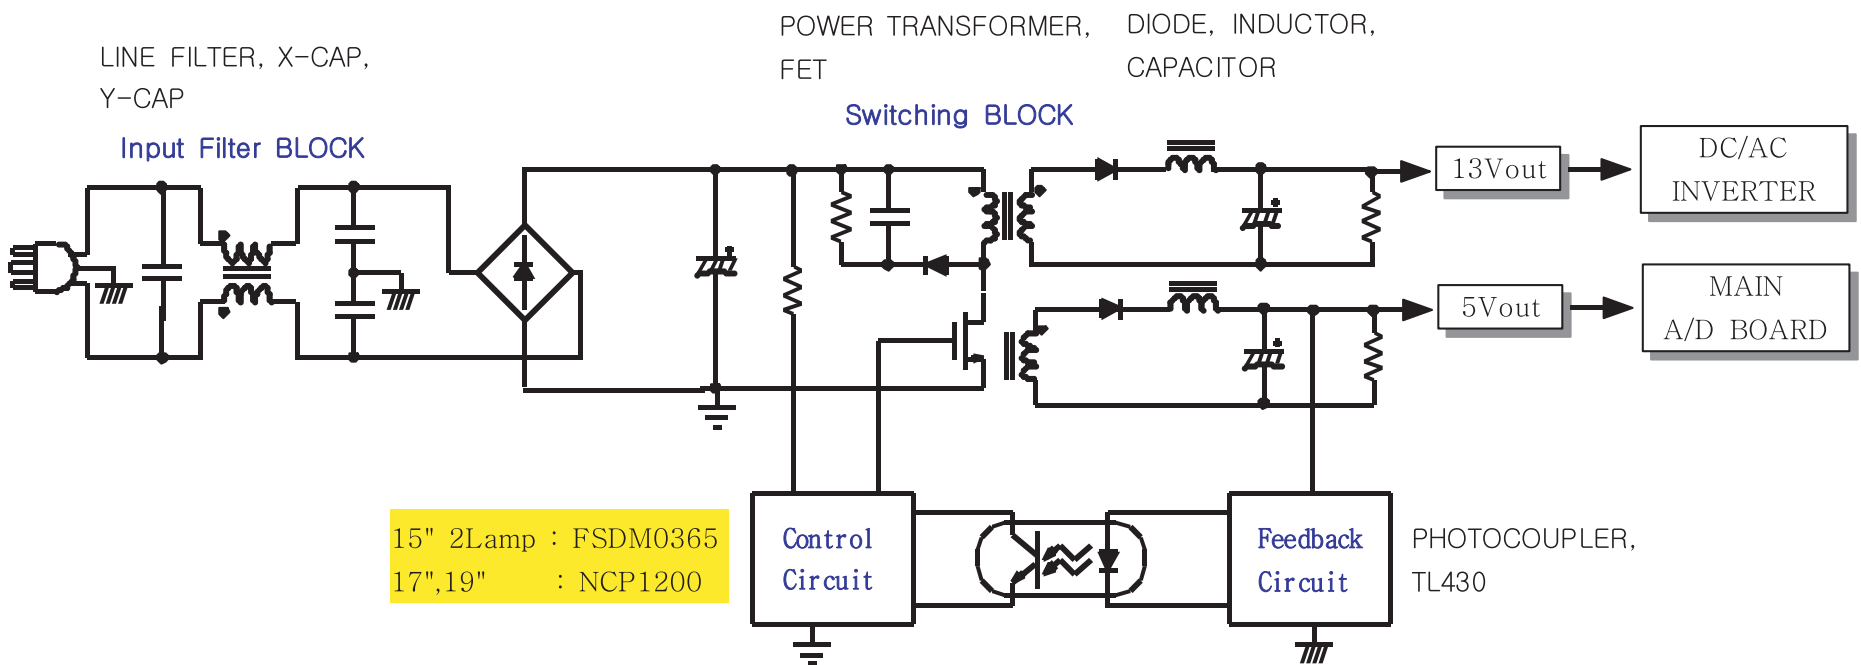 LINE FILTER, X-CAP,
Y-CAP
Input Filter BLOCK
POWER TRANSFORMER,
FET
DIODE, INDUCTOR,
CAPACITOR
Switching BLOCK
13Vout
DC/AC
INVERTER
5Vout
MAIN
A/D BOARD
15" 2Lamp : FSDM0365
17",19" : NCP1200
Control
Circuit
Feedback
Circuit
PHOTOCOUPLER,
TL430